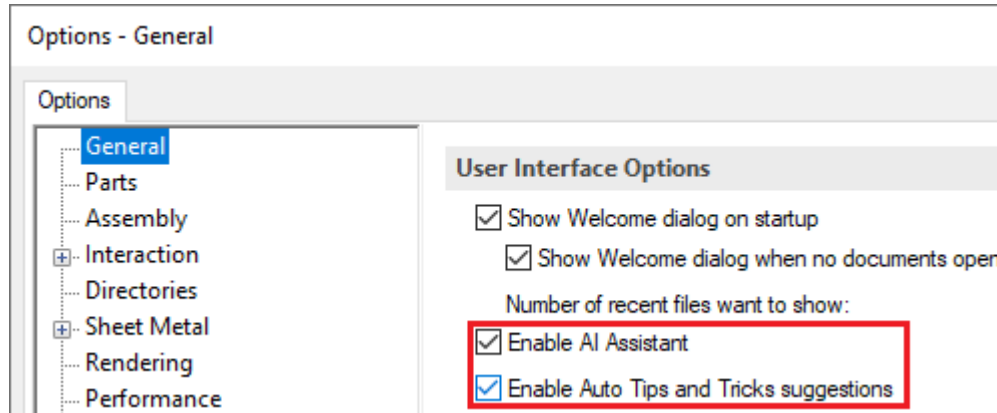 Options - General
Options
General
Parts
Assembly
Interaction
Directories
Sheet Metal
Rendering
Performance
User Interface Options
Show Welcome dialog on startup
Show Welcome dialog when no documents open
Number of recent files want to show:
Enable AI Assistant
Enable Auto Tips and Tricks suggestions